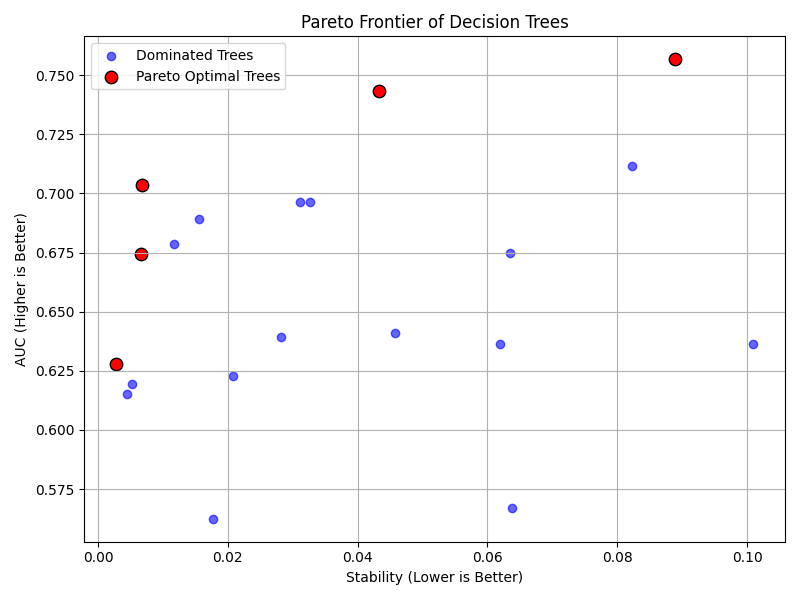 Pareto Frontier of Decision Trees
Dominated Trees
Pareto Optimal Trees
AUC (Higher is Better)
0.750
0.725
0.700
0.675
0.650
0.625
0.600
0.575
0.00 0.02 0.04 0.06 0.08 0.10
Stability (Lower is Better)